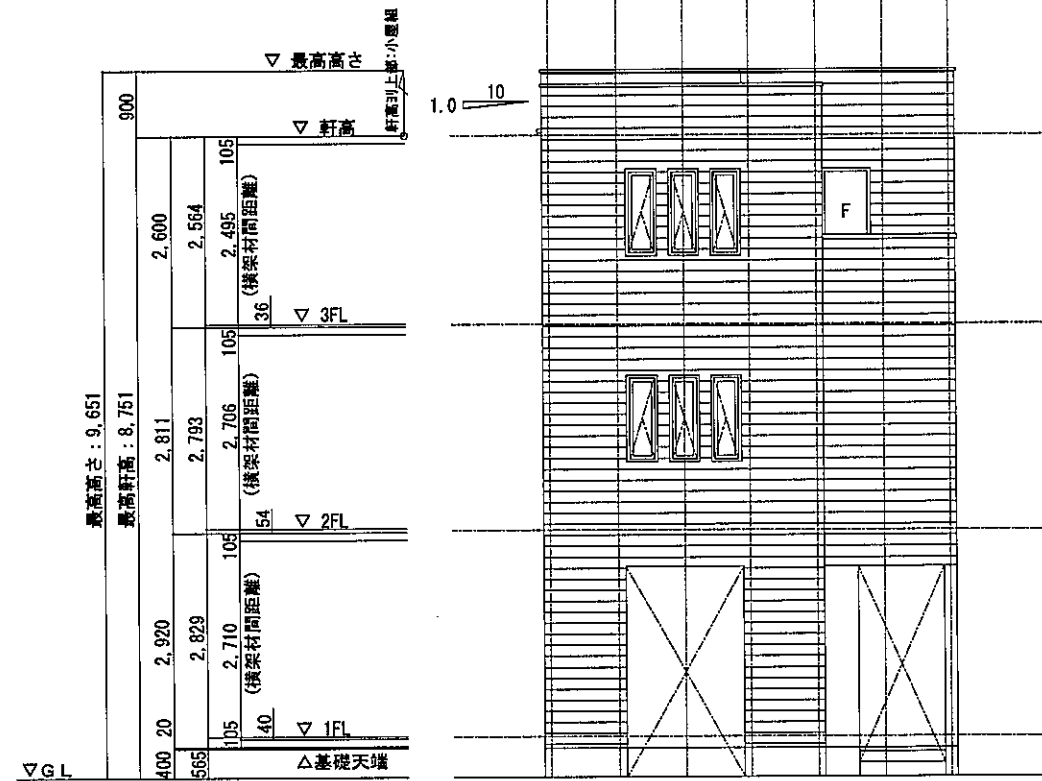 ▽ 最高高さ
軒高ヨリ上部:小屋組
900
1.0
10
▽ 軒高
105
2,600
2,564
2,495
(横架材間距離)
F
36
▽ 3FL
105
最高高さ:9,651
最高軒高:8,751
2,811
2,793
2,706
(横架材間距離)
54
▽ 2FL
105
2,920
2,829
2,710
(横架材間距離)
20
105
40
▽ 1FL
400
565
△基礎天端
▽GL